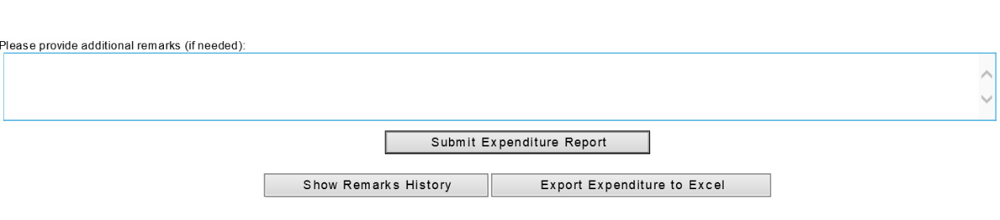 Please provide additional remarks (if needed):
Submit Expenditure Report
Show Remarks History Export Expenditure to Excel